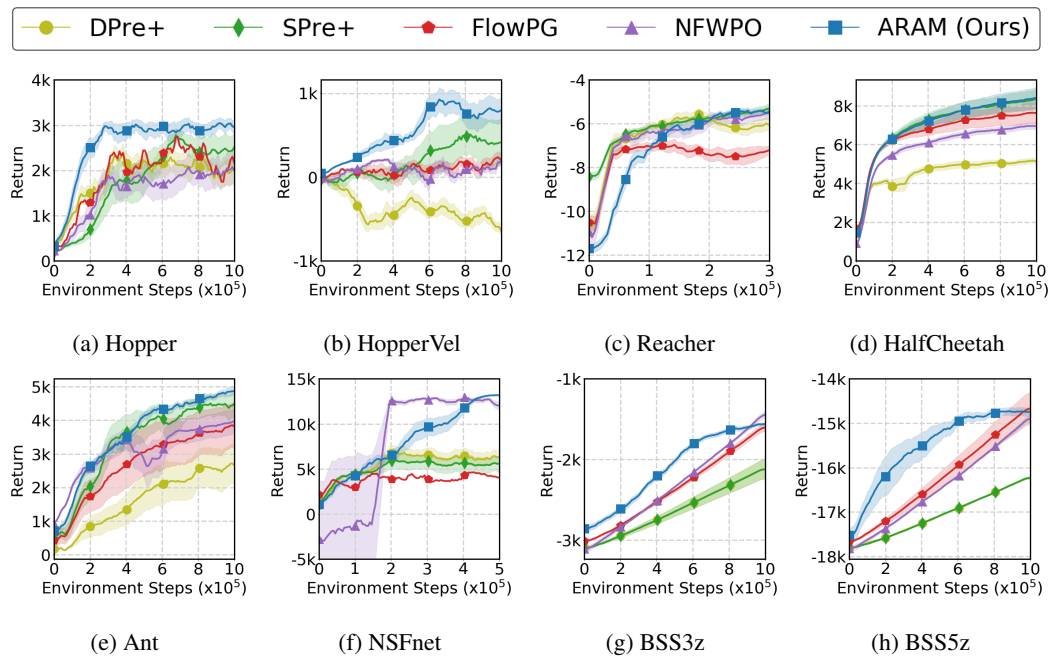 DPre+ SPre+ FlowPG NFWPO ARAM (Ours)
4k
3k
2k
1k
0
Return
0 2 4 6 8 10
Environment Steps (x10⁵)
(a) Hopper
1k
0
-1k
Return
0 2 4 6 8 10
Environment Steps (x10⁵)
(b) HopperVel
-4
-6
-8
-10
-12
Return
0 1 2 3
Environment Steps (x10⁵)
(c) Reacher
8k
6k
4k
2k
0
Return
0 2 4 6 8 10
Environment Steps (x10⁵)
(d) HalfCheetah
5k
4k
3k
2k
1k
0
Return
0 2 4 6 8 10
Environment Steps (x10⁵)
(e) Ant
15k
10k
5k
0
-5k
Return
0 1 2 3 4 5
Environment Steps (x10⁵)
(f) NSFnet
-1k
-2k
-3k
Return
0 2 4 6 8 10
Environment Steps (x10⁵)
(g) BSS3z
-14k
-15k
-16k
-17k
-18k
Return
0 2 4 6 8 10
Environment Steps (x10⁵)
(h) BSS5z